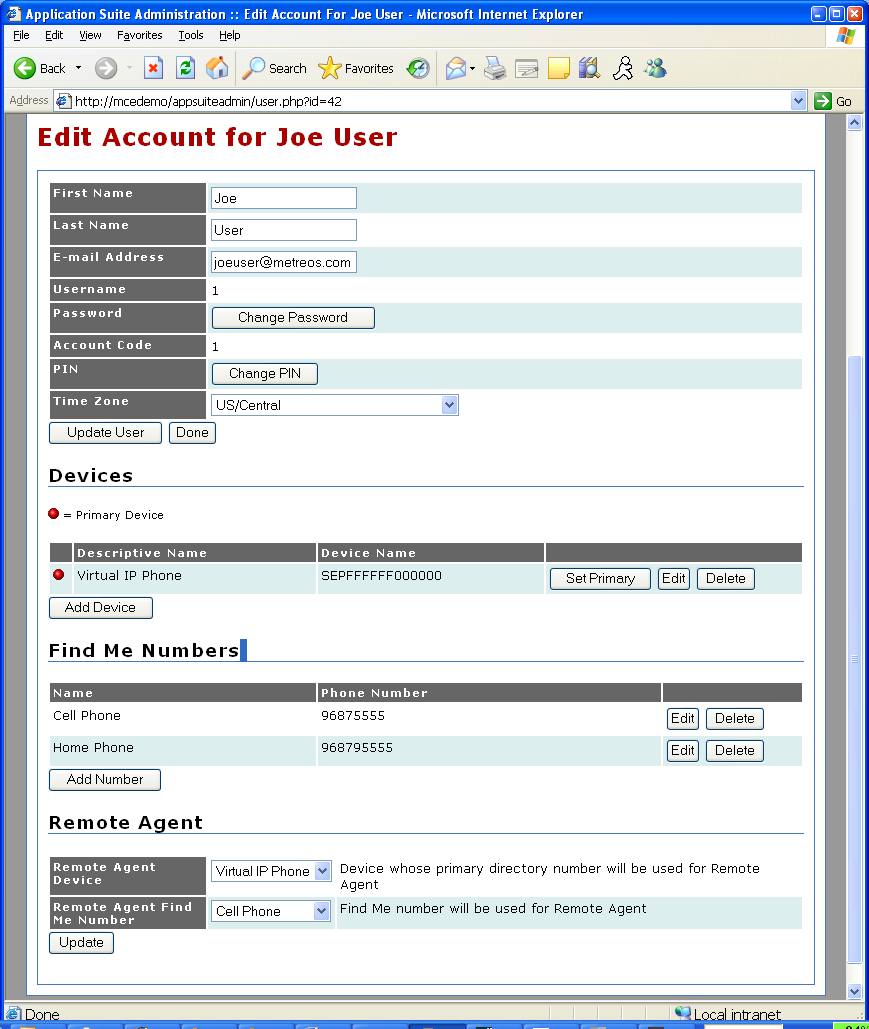 Application Suite Administration :: Edit Account For Joe User - Microsoft Internet Explorer
File Edit View Favorites Tools Help
Back Search Favorites
Address http://mcedemo/appsuiteadmin/user.php?id=42 Go
Edit Account for Joe User
First Name Joe
Last Name User
E-mail Address joeuser@metreos.com
Username 1
Password Change Password
Account Code 1
PIN Change PIN
Time Zone US/Central
Update User Done
Devices
= Primary Device
Descriptive Name Device Name
Virtual IP Phone SEPFFFFFF000000 Set Primary Edit Delete
Add Device
Find Me Numbers
Name Phone Number
Cell Phone 96875555 Edit Delete
Home Phone 968795555 Edit Delete
Add Number
Remote Agent
Remote Agent Device Virtual IP Phone Device whose primary directory number will be used for Remote
Agent
Remote Agent Find Me Number Cell Phone Find Me number will be used for Remote Agent
Update
Done Local intranet